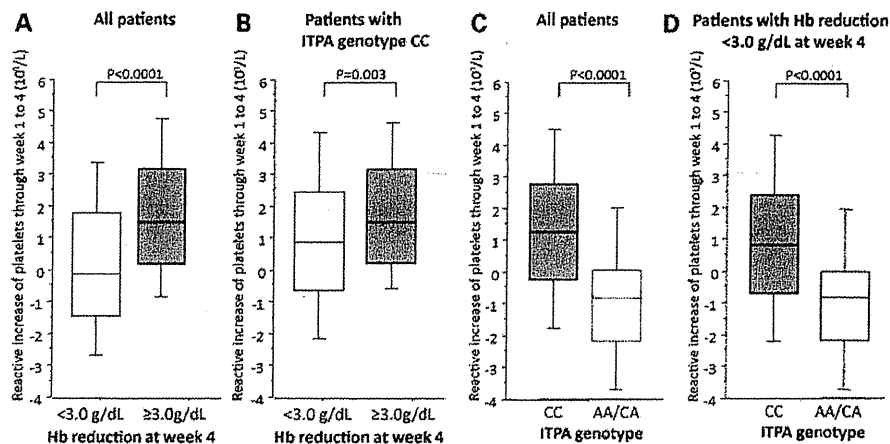 A All patients
Reactive increase of platelets through week 1 to 4 (10⁹/L)
P<0.0001
6
5
4
3
2
1
0
-1
-2
-3
-4
<3.0 g/dL ≥3.0g/dL
Hb reduction at week 4
B Patients with
ITPA genotype CC
Reactive increase of platelets through week 1 to 4 (10⁹/L)
P=0.003
6
5
4
3
2
1
0
-1
-2
-3
-4
<3.0 g/dL ≥3.0g/dL
Hb reduction at week 4
C All patients
Reactive increase of platelets through week 1 to 4 (10⁹/L)
P<0.0001
6
5
4
3
2
1
0
-1
-2
-3
-4
CC AA/CA
ITPA genotype
D Patients with Hb reduction
<3.0 g/dL at week 4
Reactive increase of platelets through week 1 to 4 (10⁹/L)
P<0.0001
6
5
4
3
2
1
0
-1
-2
-3
-4
CC AA/CA
ITPA genotype